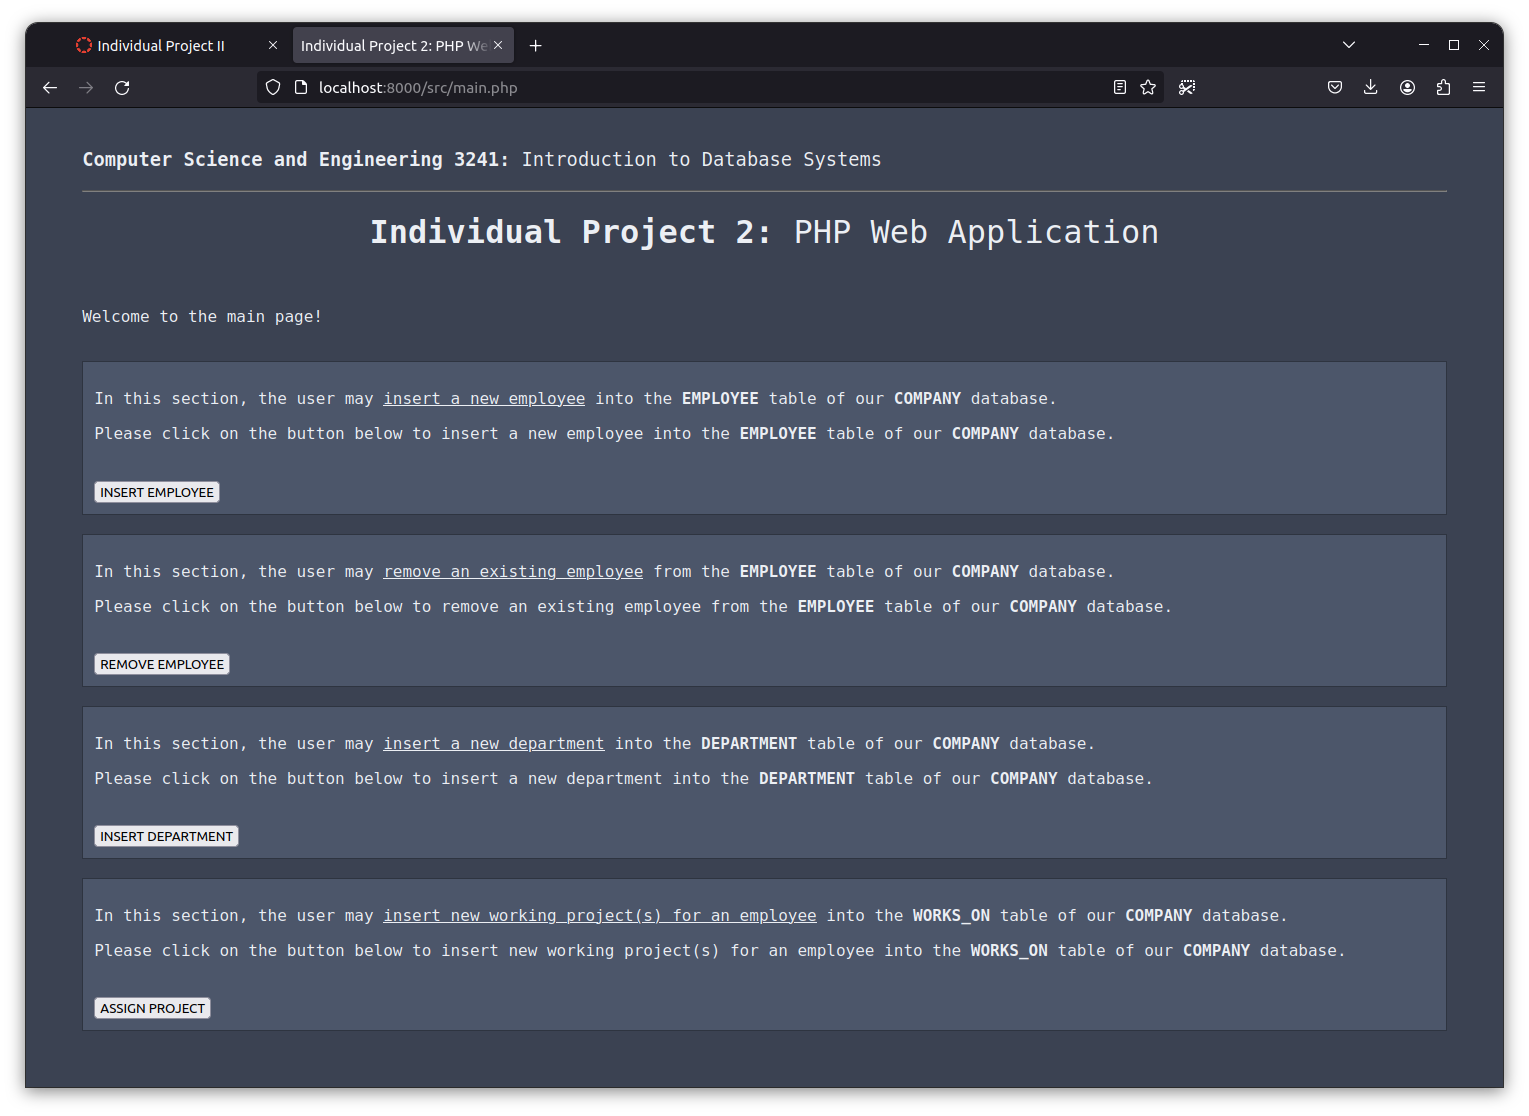 Individual Project II
Individual Project 2: PHP We
localhost:8000/src/main.php
Computer Science and Engineering 3241: Introduction to Database Systems
Individual Project 2: PHP Web Application
Welcome to the main page!
In this section, the user may insert a new employee into the EMPLOYEE table of our COMPANY database.
Please click on the button below to insert a new employee into the EMPLOYEE table of our COMPANY database.
INSERT EMPLOYEE
In this section, the user may remove an existing employee from the EMPLOYEE table of our COMPANY database.
Please click on the button below to remove an existing employee from the EMPLOYEE table of our COMPANY database.
REMOVE EMPLOYEE
In this section, the user may insert a new department into the DEPARTMENT table of our COMPANY database.
Please click on the button below to insert a new department into the DEPARTMENT table of our COMPANY database.
INSERT DEPARTMENT
In this section, the user may insert new working project(s) for an employee into the WORKS_ON table of our COMPANY database.
Please click on the button below to insert new working project(s) for an employee into the WORKS_ON table of our COMPANY database.
ASSIGN PROJECT